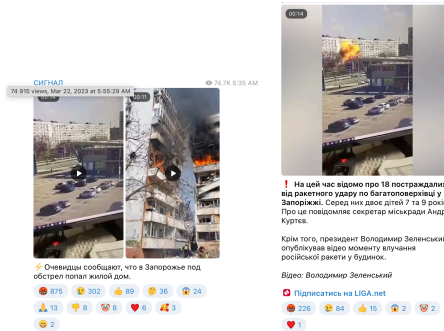 СИГНАЛ
74.7K 5:35 AM
74 915 views, Mar 22, 2023 at 5:55:29 AM
00:11
⚡Очевидцы сообщают, что в Запорожье под
обстрел попал жилой дом.
875 302 89 36 24
13 8 8 6 3
2
00:14
❗ На цей час відомо про 18 постраждали
від ракетного удару по багатоповерхівці у
Запоріжжі. Серед них двоє дітей 7 та 9 рокі
Про це повідомляє секретар міськради Анд
Куртєв.
Крім того, президент Володимир Зеленськи
опублікував відео моменту влучання
російської ракети у будинок.
Відео: Володимир Зеленський
Підписатись на LIGA.net
226 84 15 2 2
1